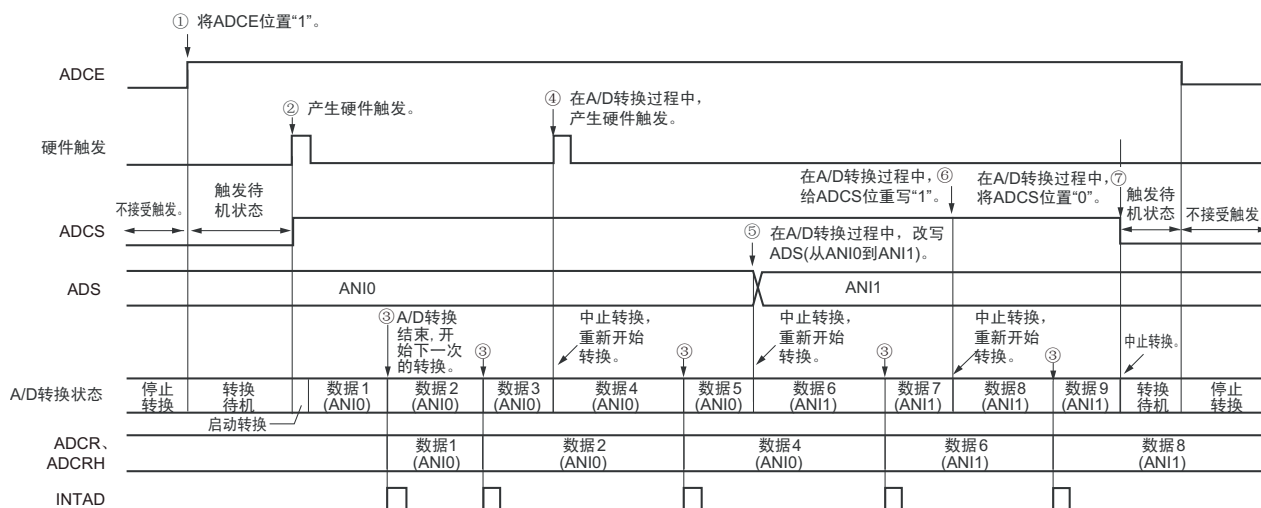 ① 将ADCE位置“1”。
ADCE
② 产生硬件触发。
④ 在A/D转换过程中，
产生硬件触发。
硬件触发
在A/D转换过程中，⑥
给ADCS位重写“1”。
在A/D转换过程中，⑦
将ADCS位置“0”。
不接受触发。
触发待
机状态
触发待
机状态
不接受触发
ADCS
⑤ 在A/D转换过程中，改写
ADS(从ANI0到ANI1)。
ADS
ANI0
ANI1
③A/D转换
结束,开
始下一次
的转换。
③
中止转换，
重新开始
转换。
③
中止转换，
重新开始
转换。
③
中止转换，
重新开始
转换。
③
中止转换。
A/D转换状态
停止
转换
转换
待机
启动转换
数据1
(ANI0)
数据2
(ANI0)
数据3
(ANI0)
数据4
(ANI0)
数据5
(ANI0)
数据6
(ANI1)
数据7
(ANI1)
数据8
(ANI1)
数据9
(ANI1)
转换
待机
停止
转换
ADCR、
ADCRH
数据1
(ANI0)
数据2
(ANI0)
数据4
(ANI0)
数据6
(ANI1)
数据8
(ANI1)
INTAD